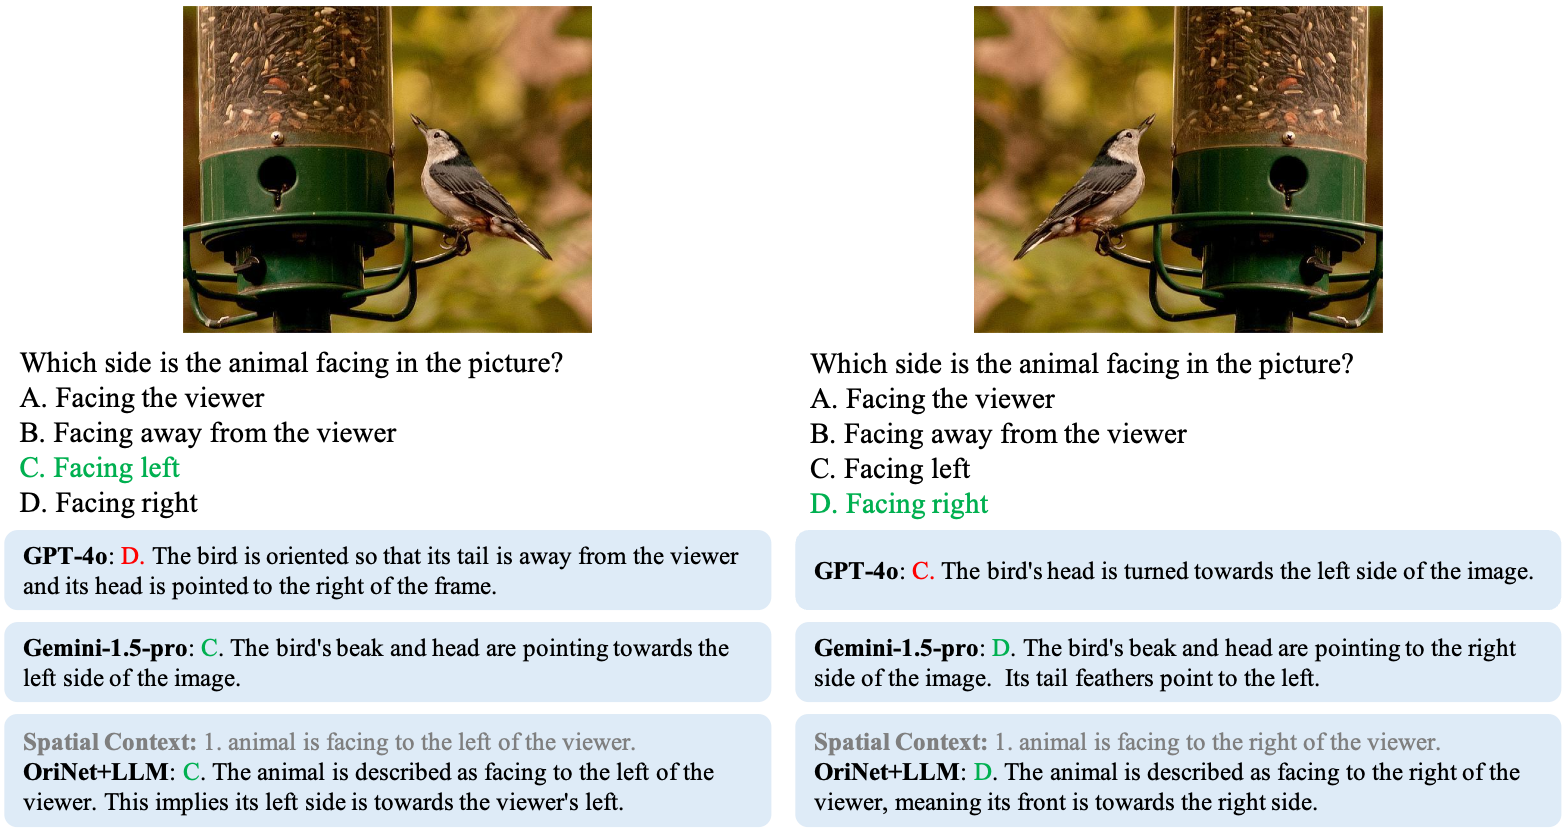 Which side is the animal facing in the picture?
A. Facing the viewer
B. Facing away from the viewer
C. Facing left
D. Facing right
GPT-4o: D. The bird is oriented so that its tail is away from the viewer
and its head is pointed to the right of the frame.
Gemini-1.5-pro: C. The bird's beak and head are pointing towards the
left side of the image.
Spatial Context: 1. animal is facing to the left of the viewer.
OriNet+LLM: C. The animal is described as facing to the left of the
viewer. This implies its left side is towards the viewer's left.
Which side is the animal facing in the picture?
A. Facing the viewer
B. Facing away from the viewer
C. Facing left
D. Facing right
GPT-4o: C. The bird's head is turned towards the left side of the image.
Gemini-1.5-pro: D. The bird's beak and head are pointing to the right
side of the image. Its tail feathers point to the left.
Spatial Context: 1. animal is facing to the right of the viewer.
OriNet+LLM: D. The animal is described as facing to the right of the
viewer, meaning its front is towards the right side.